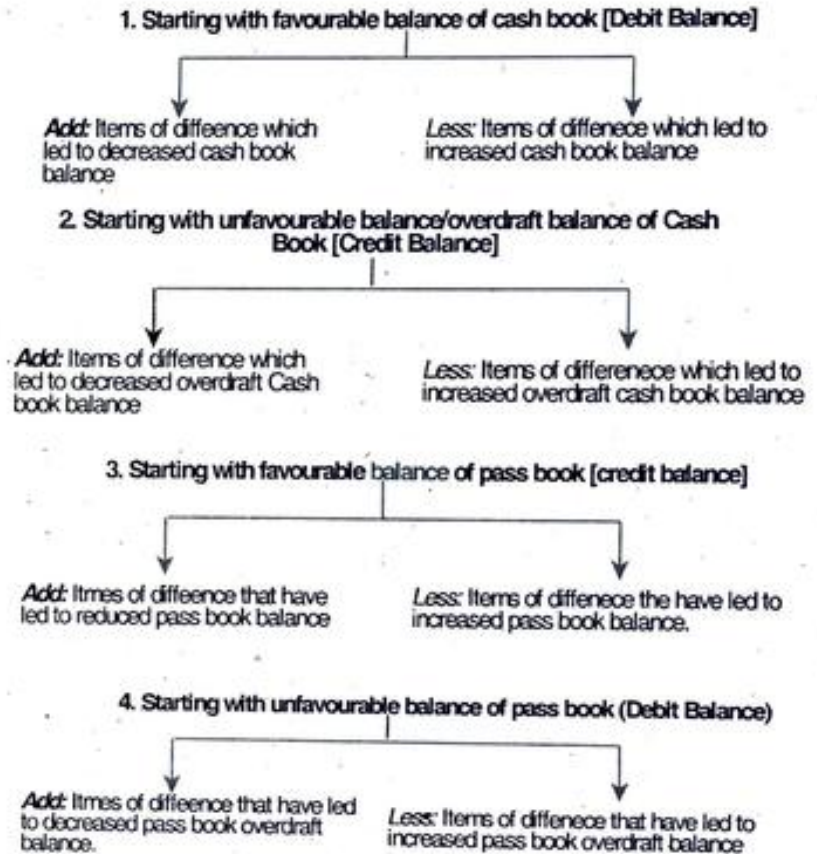 1. Starting with favourable balance of cash book [Debit Balance]
Add: Items of diffeence which
led to decreased cash book
balance
Less: Items of diffenece which led to
increased cash book balance
2. Starting with unfavourable balance/overdraft balance of Cash
Book [Credit Balance]
Add: Items of difference which
led to decreased overdraft Cash
book balance
Less: Items of differenece which led to
increased overdraft cash book balance
3. Starting with favourable balance of pass book [credit balance]
Add: Itmes of diffeence that have
led to reduced pass book balance
Less: Items of diffenece the have led to
increased pass book balance.
4. Starting with unfavourable balance of pass book (Debit Balance)
Add: Itmes of diffeence that have led
to decreased pass book overdraft
balance.
Less: Items of diffenece that have led to
increased pass book overdraft balance